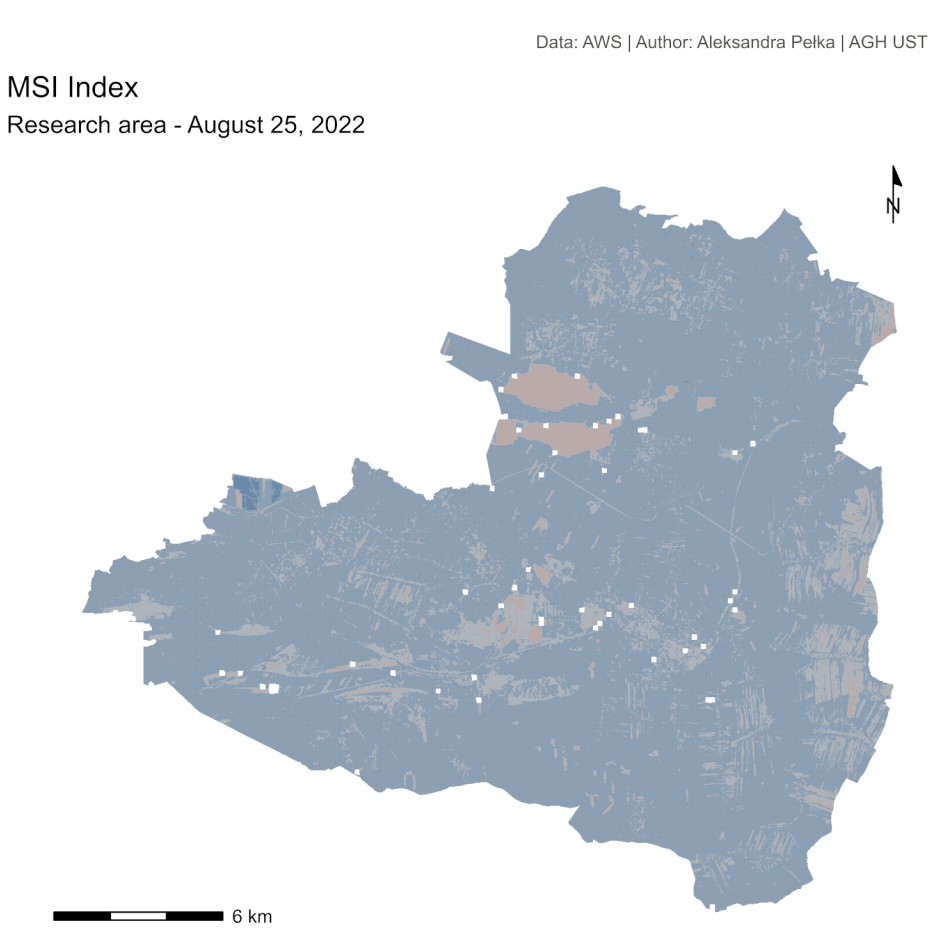 Data: AWS | Author: Aleksandra Pełka | AGH UST
MSI Index
Research area - August 25, 2022
N
6 km